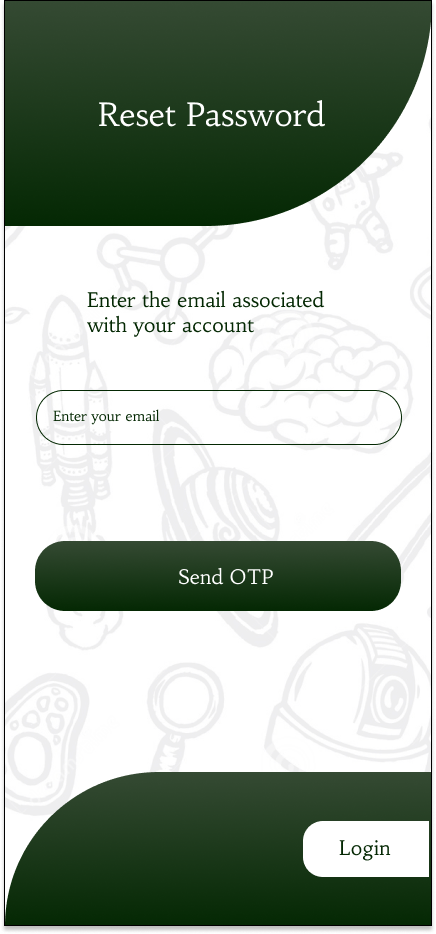 Reset Password
Enter the email associated
with your account
Enter your email
Send OTP
Login